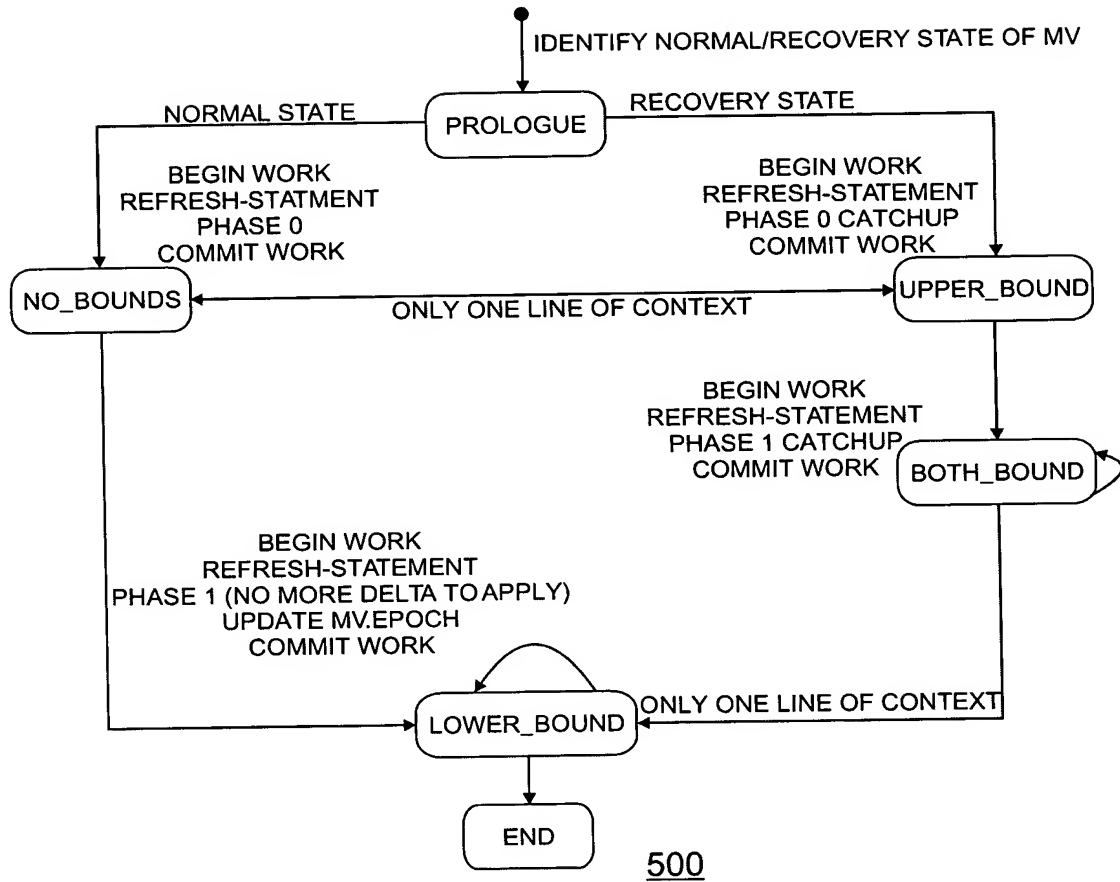 IDENTIFY NORMAL/RECOVERY STATE OF MV
NORMAL STATE
PROLOGUE
RECOVERY STATE
BEGIN WORK
REFRESH-STATMENT
PHASE 0
COMMIT WORK
BEGIN WORK
REFRESH-STATEMENT
PHASE 0 CATCHUP
COMMIT WORK
NO_BOUNDS
ONLY ONE LINE OF CONTEXT
UPPER_BOUND
BEGIN WORK
REFRESH-STATEMENT
PHASE 1 CATCHUP
COMMIT WORK
BOTH_BOUND
BEGIN WORK
REFRESH-STATEMENT
PHASE 1 (NO MORE DELTA TO APPLY)
UPDATE MV.EPOCH
COMMIT WORK
LOWER_BOUND
ONLY ONE LINE OF CONTEXT
END
500